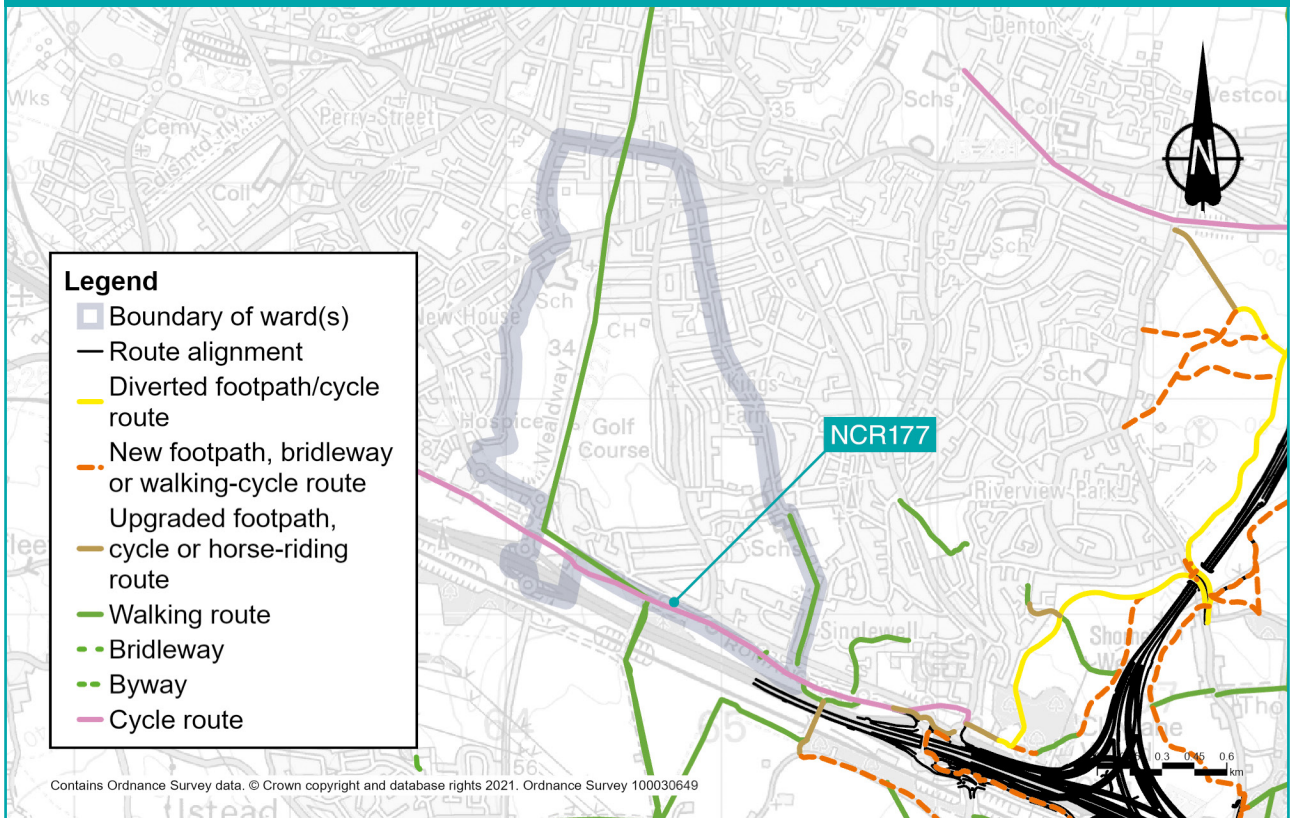 Denton
Wks
A2260
Schs
Coll
Westcou
Cemy
Perry Street
35
N
Coll
Cemy
Sch
Legend
Boundary of ward(s)
Route alignment
Diverted footpath/cycle
route
New footpath, bridleway
or walking-cycle route
Upgraded footpath,
cycle or horse-riding
route
Walking route
Bridleway
Byway
Cycle route
Sch
New House
CH
34
Wealdway
Sch
Kings
Farm
Hospice
Golf
Course
NCR177
Riverview Park
Schs
Singlewell
65
0.3 0.45 0.6
km
Contains Ordnance Survey data. © Crown copyright and database rights 2021. Ordnance Survey 100030649
Istead